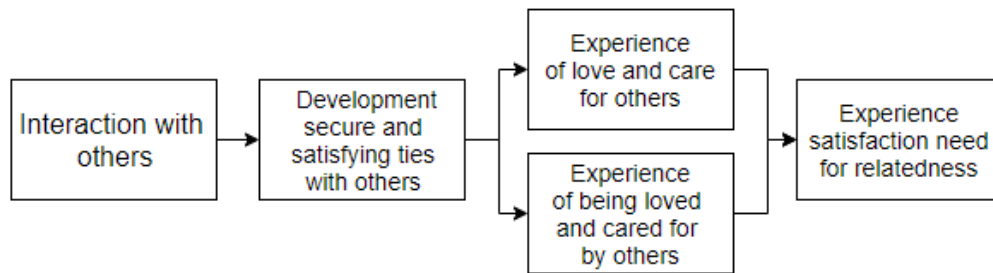 Interaction with
others
Development
secure and
satisfying ties
with others
Experience
of love and care
for others
Experience
of being loved
and cared for
by others
Experience
satisfaction need
for relatedness